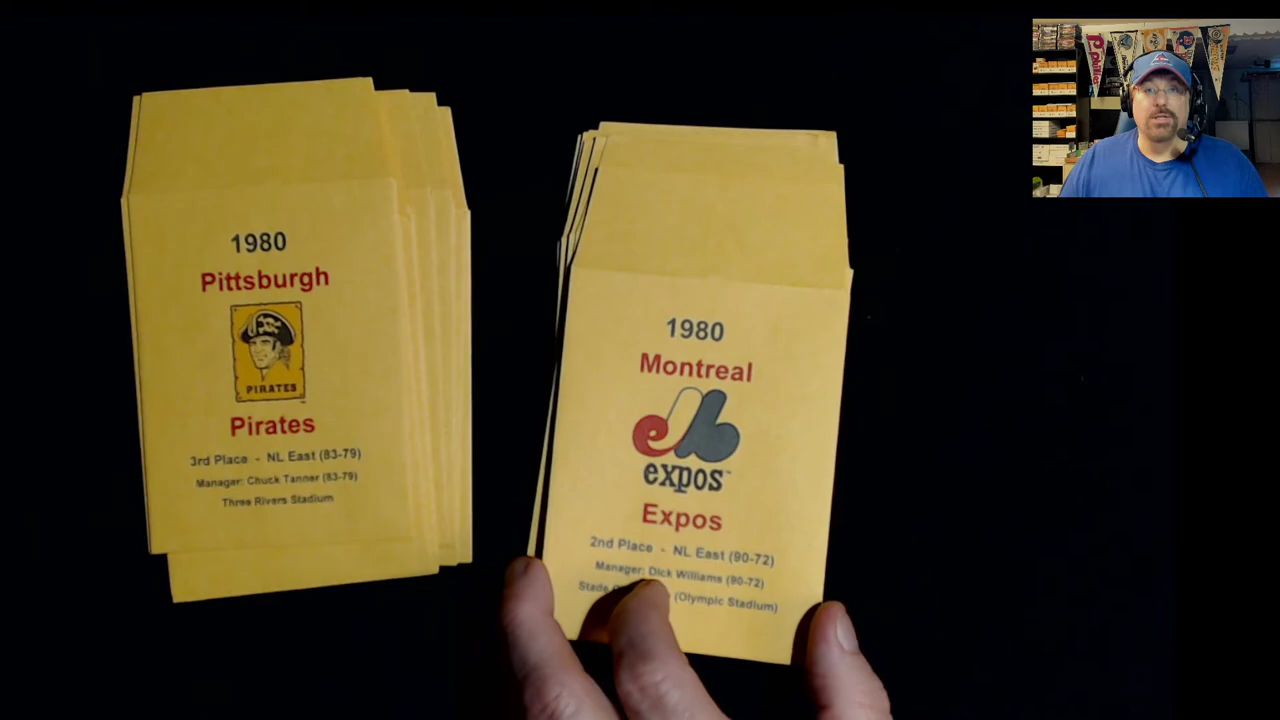 1980
Pittsburgh
PIRATES
Pirates
3rd Place - NL East (83-79)
Manager: Chuck Tanner (83-79)
Three Rivers Stadium
1980
Montreal
expos
Expos
2nd Place - NL East (90-72)
Manager: Dick Williams (90-72)
Stade (Olympic Stadium)
Phillies